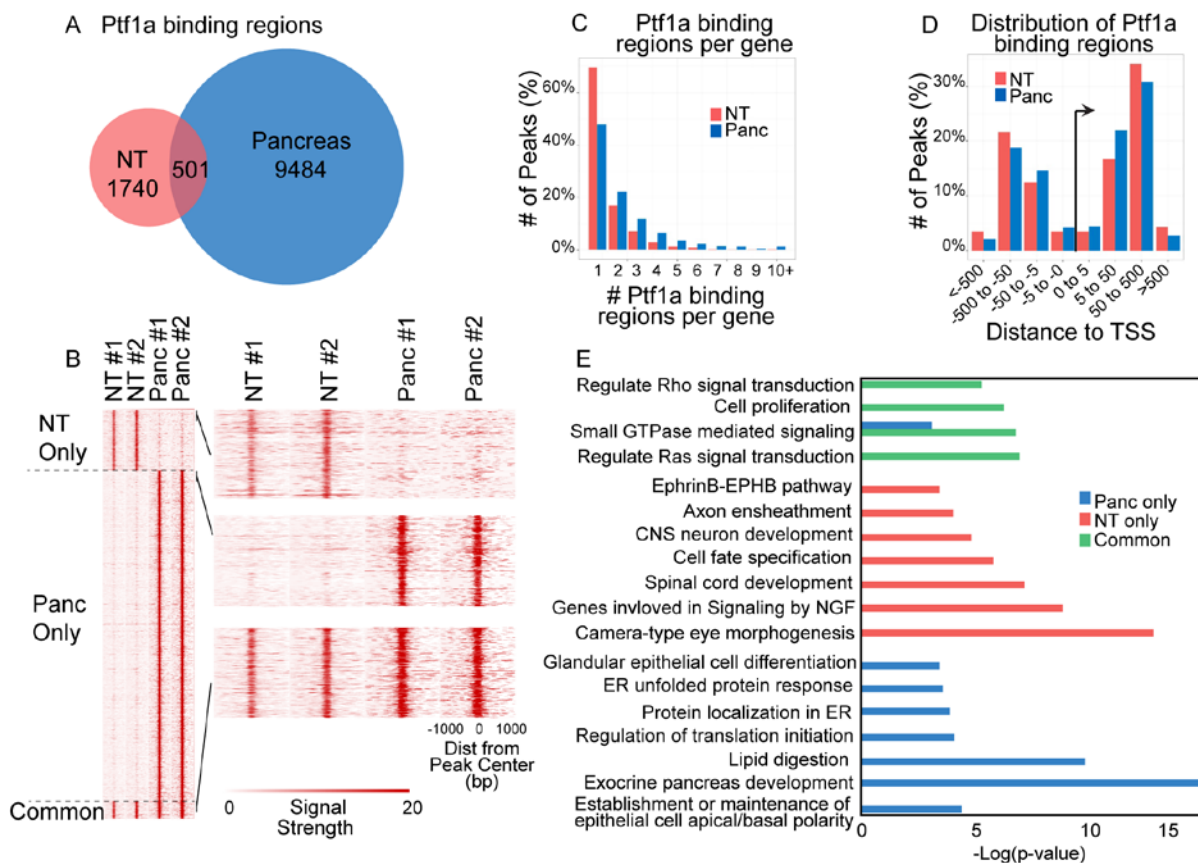 A
Ptf1a binding regions
NT
1740
501
Pancreas
9484
C
Ptf1a binding
regions per gene
# of Peaks (%)
60%
40%
20%
0%
NT
Panc
1 2 3 4 5 6 7 8 9 10+
# Ptf1a binding
regions per gene
D
Distribution of Ptf1a
binding regions
# of Peaks (%)
30%
20%
10%
0%
NT
Panc
<-500
-500 to -50
-50 to -5
-5 to -0
0 to 5
5 to 50
50 to 500
>500
Distance to TSS
B
NT #1
NT #2
Panc #1
Panc #2
NT #1
NT #2
Panc #1
Panc #2
NT
Only
Panc
Only
Common
-1000 0 1000
Dist from
Peak Center
(bp)
0 20
Signal
Strength
E
Regulate Rho signal transduction
Cell proliferation
Small GTPase mediated signaling
Regulate Ras signal transduction
EphrinB-EPHB pathway
Axon ensheathment
CNS neuron development
Cell fate specification
Spinal cord development
Genes invloved in Signaling by NGF
Camera-type eye morphogenesis
Glandular epithelial cell differentiation
ER unfolded protein response
Protein localization in ER
Regulation of translation initiation
Lipid digestion
Exocrine pancreas development
Establishment or maintenance of
epithelial cell apical/basal polarity
Panc only
NT only
Common
0 5 10 15
-Log(p-value)